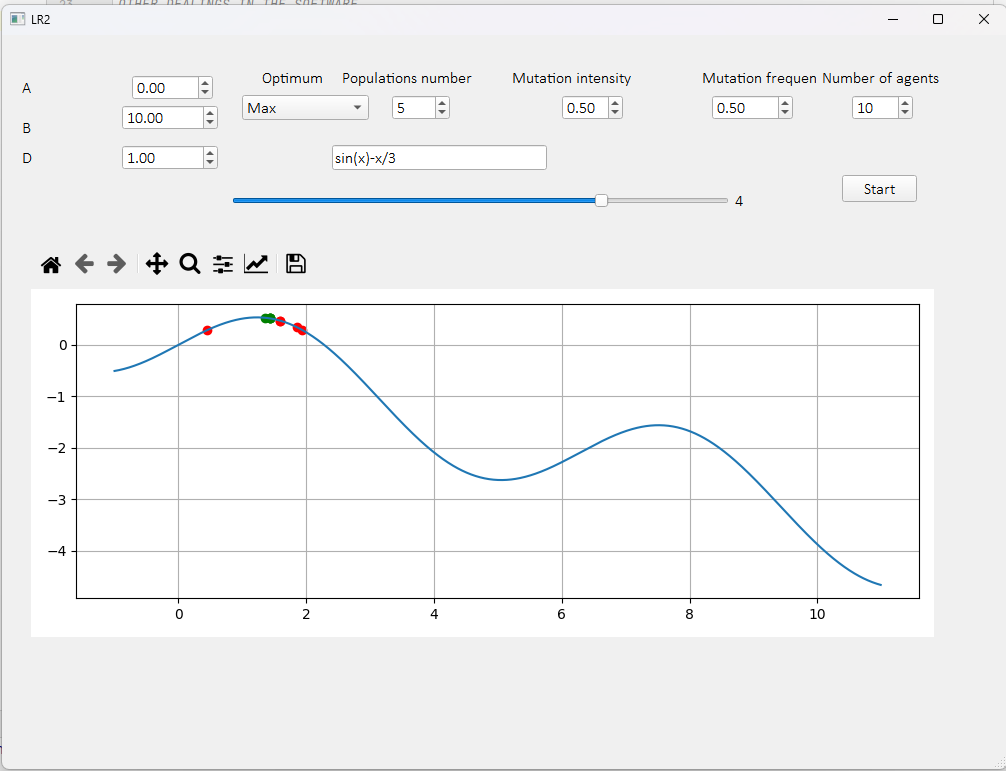 OTHER DEALINGS IN THE SOFTWARE
LR2
Optimum Populations number Mutation intensity Mutation frequen Number of agents
A 0.00
Max 5 0.50 0.50 10
10.00
B
D 1.00 sin(x)-x/3
Start
4
0
−1
−2
−3
−4
0 2 4 6 8 10